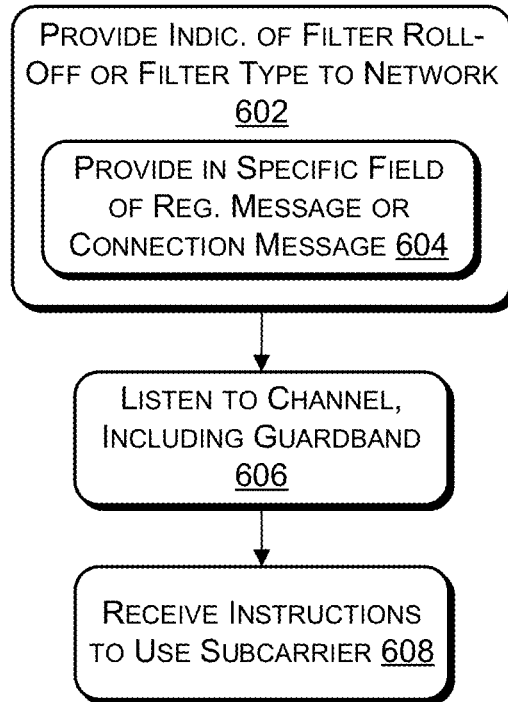 PROVIDE INDIC. OF FILTER ROLL-
OFF OR FILTER TYPE TO NETWORK
602
PROVIDE IN SPECIFIC FIELD
OF REG. MESSAGE OR
CONNECTION MESSAGE 604
LISTEN TO CHANNEL,
INCLUDING GUARDBAND
606
RECEIVE INSTRUCTIONS
TO USE SUBCARRIER 608